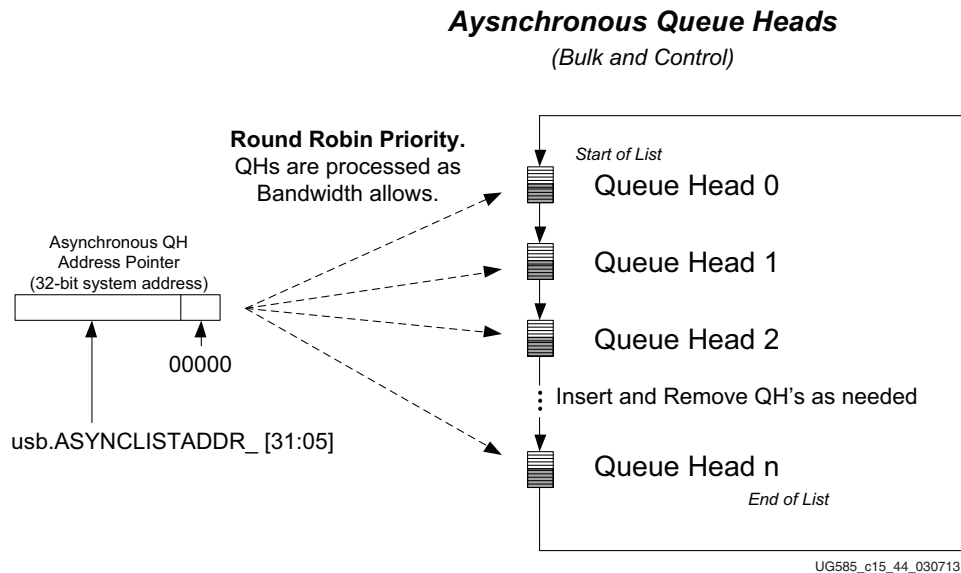 Aysnchronous Queue Heads
(Bulk and Control)
Round Robin Priority.
QHs are processed as
Bandwidth allows.
Start of List
Queue Head 0
Asynchronous QH
Address Pointer
(32-bit system address)
Queue Head 1
Queue Head 2
00000
Insert and Remove QH's as needed
usb.ASYNCLISTADDR_ [31:05]
Queue Head n
End of List
UG585_c15_44_030713